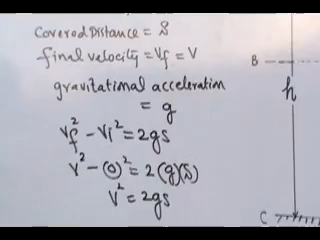 Covered Distance = S
final velocity = Vf = V
gravitational acceleration
= g
Vf² - Vi² = 2gs
V² - (0)² = 2(g)(s)
V² = 2gs
B
h
C